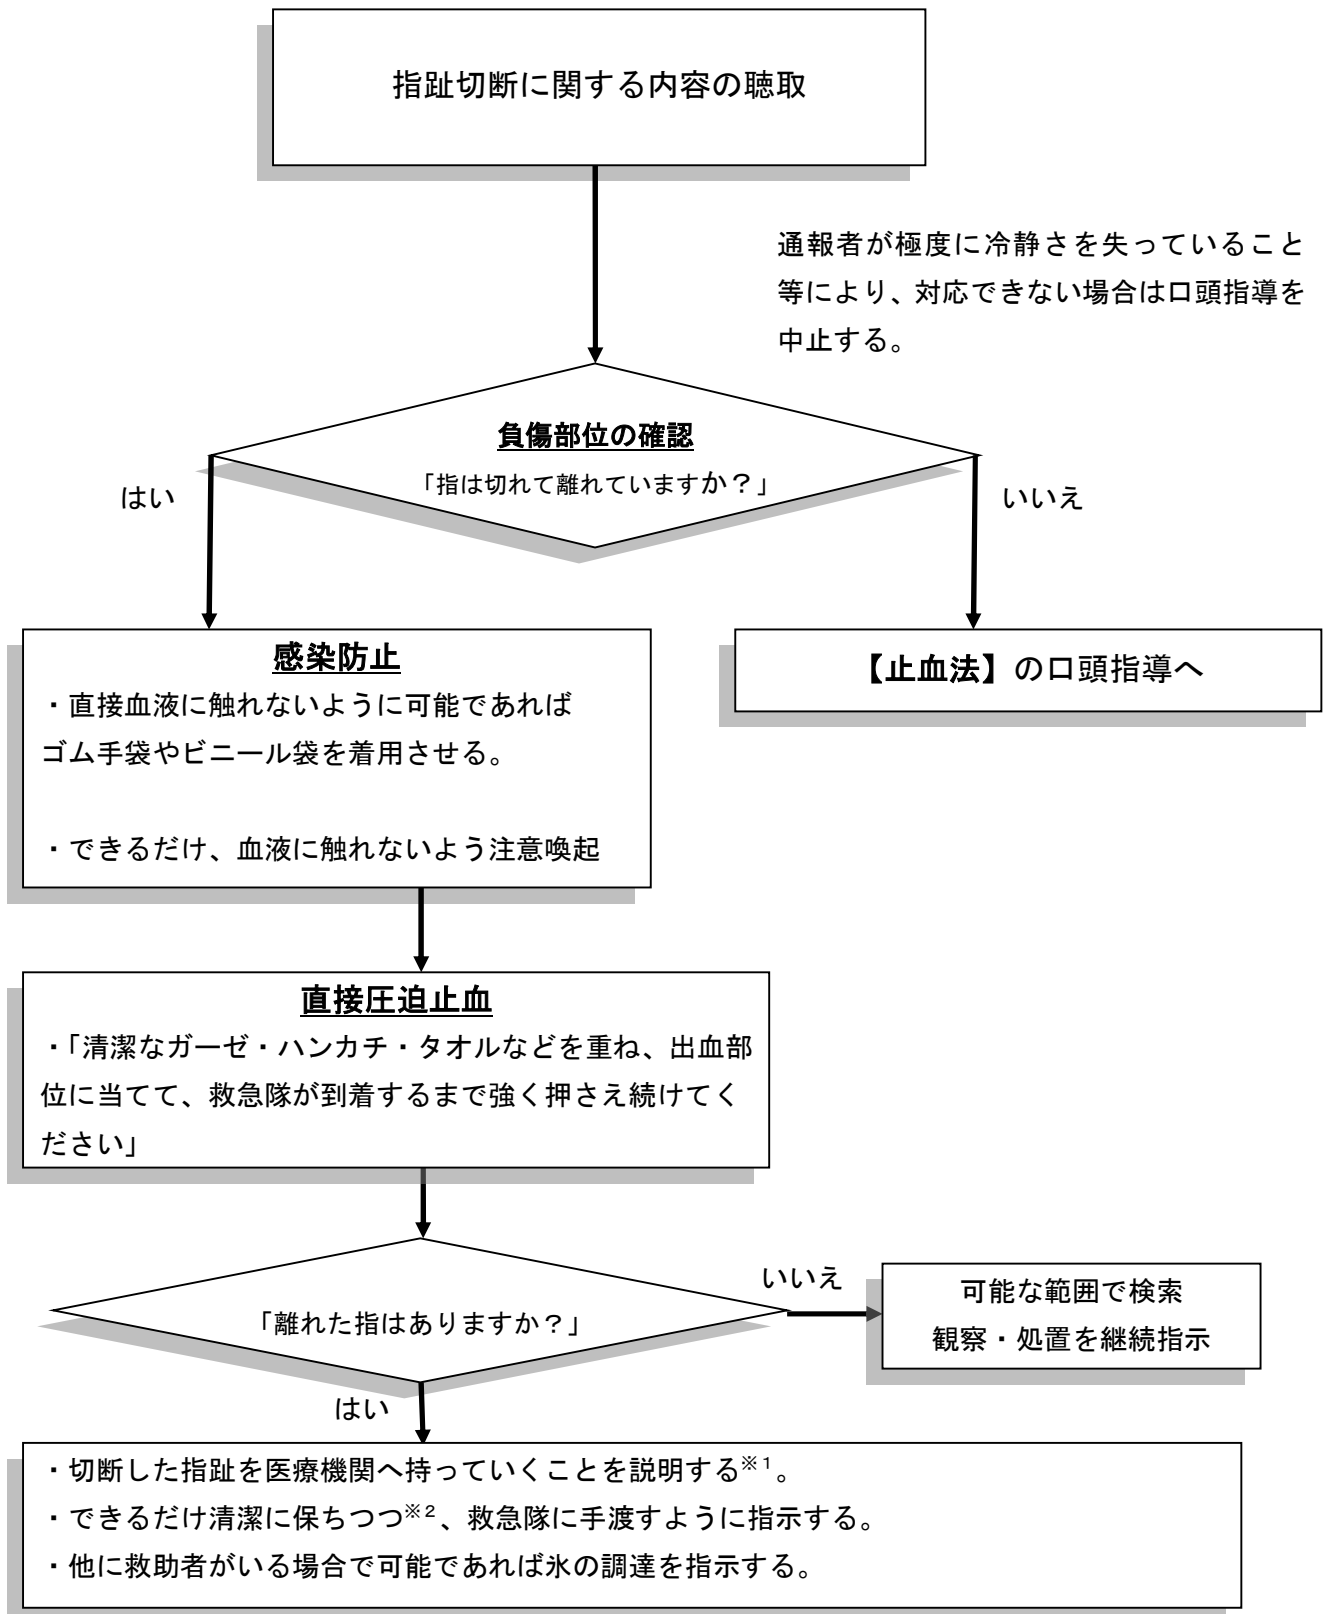 指趾切断に関する内容の聴取
通報者が極度に冷静さを失っていること
等により、対応できない場合は口頭指導を
中止する。
負傷部位の確認
「指は切れて離れていますか？」
はい
いいえ
感染防止
・直接血液に触れないように可能であれば
ゴム手袋やビニール袋を着用させる。
・できるだけ、血液に触れないよう注意喚起
【止血法】の口頭指導へ
直接圧迫止血
・「清潔なガーゼ・ハンカチ・タオルなどを重ね、出血部
位に当てて、救急隊が到着するまで強く押さえ続けてく
ださい」
「離れた指はありますか？」
いいえ
可能な範囲で検索
観察・処置を継続指示
はい
・切断した指趾を医療機関へ持っていくことを説明する※1。
・できるだけ清潔に保ちつつ※2、救急隊に手渡すように指示する。
・他に救助者がいる場合で可能であれば氷の調達を指示する。